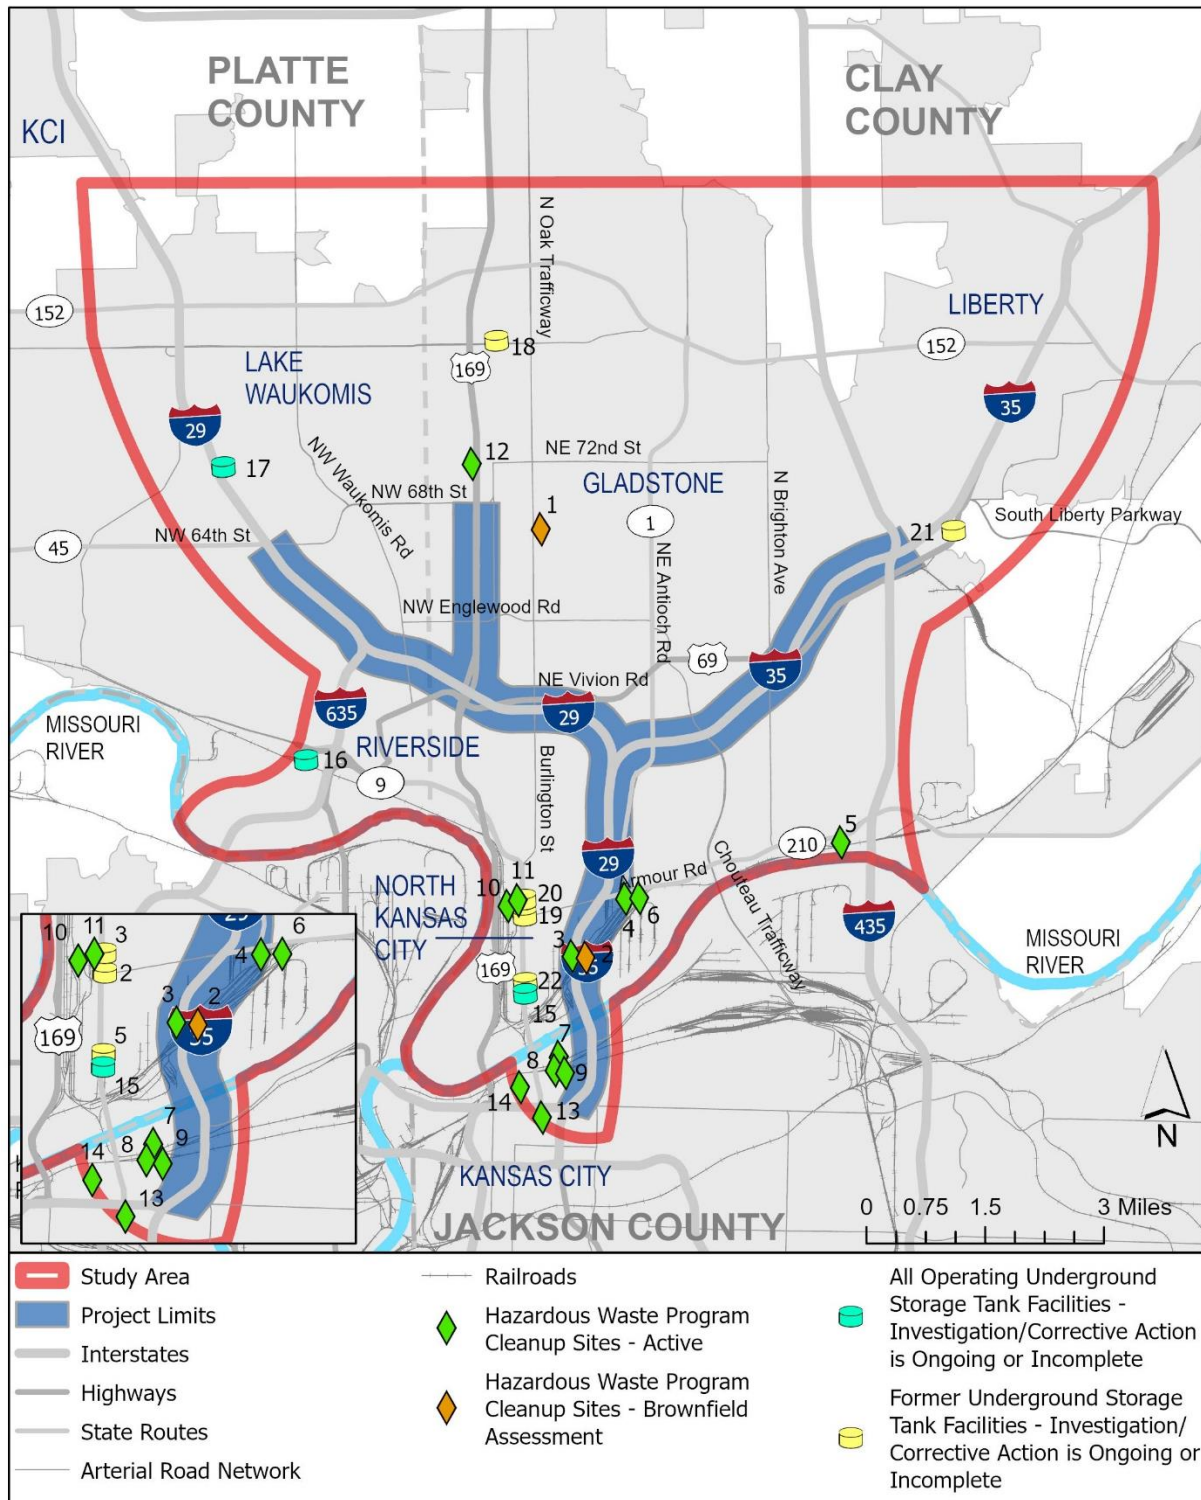 PLATTE
COUNTY
CLAY
COUNTY
KCI
N Oak Trafficway
152
LIBERTY
18
152
169
LAKE
WAUKOMIS
29
35
12
NE 72nd St
17
NW Waukomis Rd
GLADSTONE
NW 68th St
1
N Brighton Ave
South Liberty Parkway
1
21
45
NW 64th St
NE Antioch Rd
NW Englewood Rd
69
35
NE Vivion Rd
635
29
MISSOURI
RIVER
RIVERSIDE
16
9
Burlington St
5
210
29
Chouteau Trafficway
NORTH
KANSAS
CITY
11
10
20
Armour Rd
19
4
6
435
3
2
35
MISSOURI
RIVER
169
22
15
7
8
9
14
13
N
KANSAS CITY
JACKSON COUNTY
0 0.75 1.5 3 Miles
29
10
11
3
6
2
4
3
2
35
169
5
15
7
8
9
14
13
Study Area
Project Limits
Interstates
Highways
State Routes
Arterial Road Network
Railroads
Hazardous Waste Program
Cleanup Sites - Active
Hazardous Waste Program
Cleanup Sites - Brownfield
Assessment
All Operating Underground
Storage Tank Facilities -
Investigation/Corrective Action
is Ongoing or Incomplete
Former Underground Storage
Tank Facilities - Investigation/
Corrective Action is Ongoing or
Incomplete